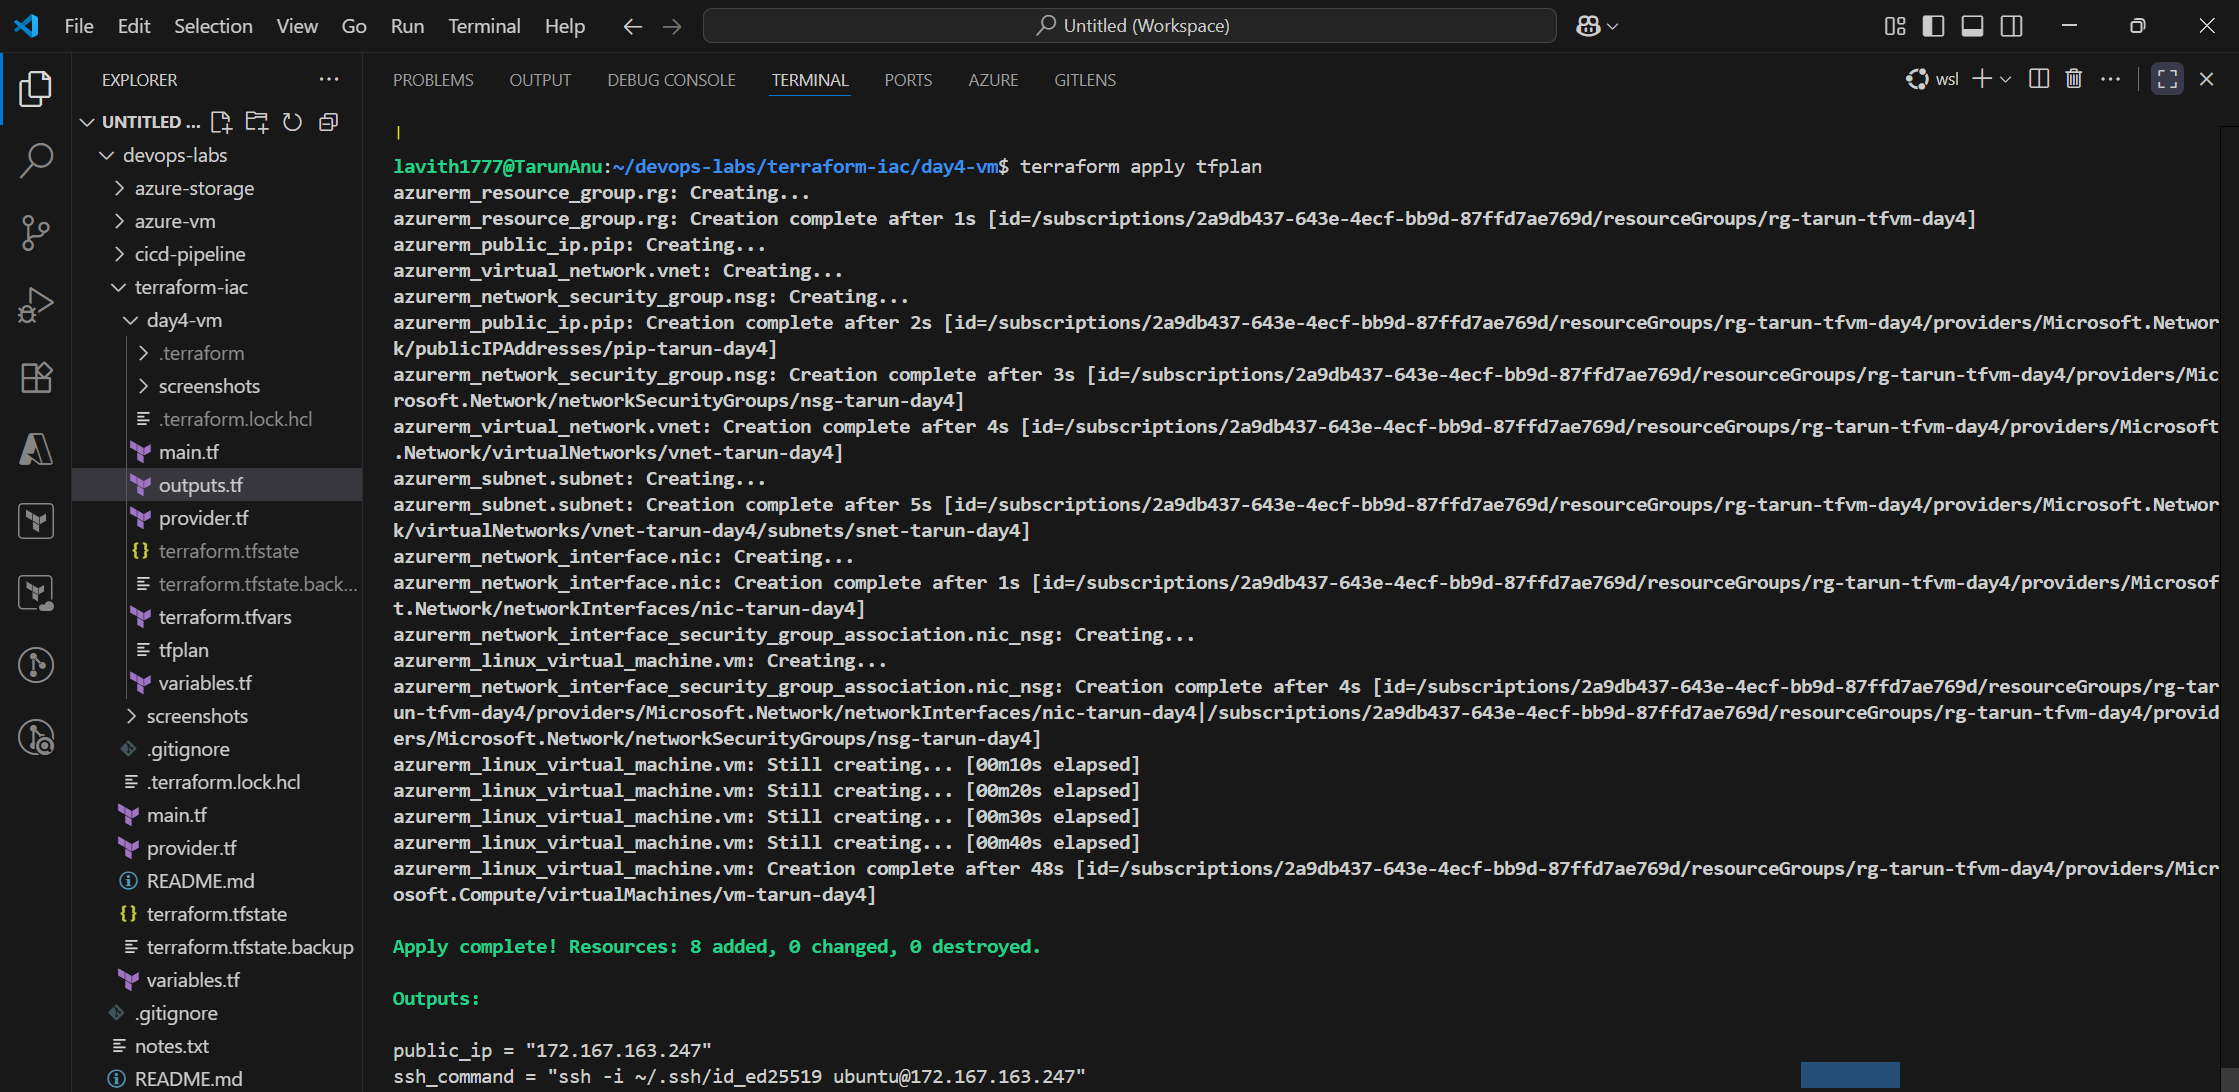 File Edit Selection View Go Run Terminal Help Untitled (Workspace)
EXPLORER
UNTITLED ...
devops-labs
azure-storage
azure-vm
cicd-pipeline
terraform-iac
day4-vm
.terraform
screenshots
.terraform.lock.hcl
main.tf
outputs.tf
provider.tf
terraform.tfstate
terraform.tfstate.back...
terraform.tfvars
tfplan
variables.tf
screenshots
.gitignore
.terraform.lock.hcl
main.tf
provider.tf
README.md
terraform.tfstate
terraform.tfstate.backup
variables.tf
.gitignore
notes.txt
README.md
PROBLEMS OUTPUT DEBUG CONSOLE TERMINAL PORTS AZURE GITLENS wsl
lavith1777@TarunAnu:~/devops-labs/terraform-iac/day4-vm$ terraform apply tfplan
azurerm_resource_group.rg: Creating...
azurerm_resource_group.rg: Creation complete after 1s [id=/subscriptions/2a9db437-643e-4ecf-bb9d-87ffd7ae769d/resourceGroups/rg-tarun-tfvm-day4]
azurerm_public_ip.pip: Creating...
azurerm_virtual_network.vnet: Creating...
azurerm_network_security_group.nsg: Creating...
azurerm_public_ip.pip: Creation complete after 2s [id=/subscriptions/2a9db437-643e-4ecf-bb9d-87ffd7ae769d/resourceGroups/rg-tarun-tfvm-day4/providers/Microsoft.Networ
k/publicIPAddresses/pip-tarun-day4]
azurerm_network_security_group.nsg: Creation complete after 3s [id=/subscriptions/2a9db437-643e-4ecf-bb9d-87ffd7ae769d/resourceGroups/rg-tarun-tfvm-day4/providers/Mic
rosoft.Network/networkSecurityGroups/nsg-tarun-day4]
azurerm_virtual_network.vnet: Creation complete after 4s [id=/subscriptions/2a9db437-643e-4ecf-bb9d-87ffd7ae769d/resourceGroups/rg-tarun-tfvm-day4/providers/Microsoft
.Network/virtualNetworks/vnet-tarun-day4]
azurerm_subnet.subnet: Creating...
azurerm_subnet.subnet: Creation complete after 5s [id=/subscriptions/2a9db437-643e-4ecf-bb9d-87ffd7ae769d/resourceGroups/rg-tarun-tfvm-day4/providers/Microsoft.Networ
k/virtualNetworks/vnet-tarun-day4/subnets/snet-tarun-day4]
azurerm_network_interface.nic: Creating...
azurerm_network_interface.nic: Creation complete after 1s [id=/subscriptions/2a9db437-643e-4ecf-bb9d-87ffd7ae769d/resourceGroups/rg-tarun-tfvm-day4/providers/Microsof
t.Network/networkInterfaces/nic-tarun-day4]
azurerm_network_interface_security_group_association.nic_nsg: Creating...
azurerm_linux_virtual_machine.vm: Creating...
azurerm_network_interface_security_group_association.nic_nsg: Creation complete after 4s [id=/subscriptions/2a9db437-643e-4ecf-bb9d-87ffd7ae769d/resourceGroups/rg-tar
un-tfvm-day4/providers/Microsoft.Network/networkInterfaces/nic-tarun-day4|/subscriptions/2a9db437-643e-4ecf-bb9d-87ffd7ae769d/resourceGroups/rg-tarun-tfvm-day4/provid
ers/Microsoft.Network/networkSecurityGroups/nsg-tarun-day4]
azurerm_linux_virtual_machine.vm: Still creating... [00m10s elapsed]
azurerm_linux_virtual_machine.vm: Still creating... [00m20s elapsed]
azurerm_linux_virtual_machine.vm: Still creating... [00m30s elapsed]
azurerm_linux_virtual_machine.vm: Still creating... [00m40s elapsed]
azurerm_linux_virtual_machine.vm: Creation complete after 48s [id=/subscriptions/2a9db437-643e-4ecf-bb9d-87ffd7ae769d/resourceGroups/rg-tarun-tfvm-day4/providers/Micr
osoft.Compute/virtualMachines/vm-tarun-day4]
Apply complete! Resources: 8 added, 0 changed, 0 destroyed.
Outputs:
public_ip = "172.167.163.247"
ssh_command = "ssh -i ~/.ssh/id_ed25519 ubuntu@172.167.163.247"